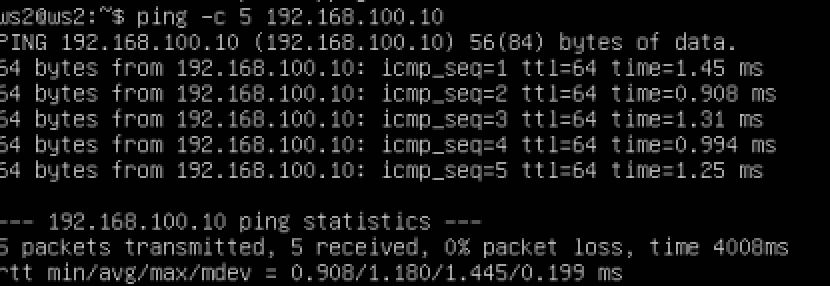 ws2@ws2:~$ ping -c 5 192.168.100.10
PING 192.168.100.10 (192.168.100.10) 56(84) bytes of data.
64 bytes from 192.168.100.10: icmp_seq=1 ttl=64 time=1.45 ms
64 bytes from 192.168.100.10: icmp_seq=2 ttl=64 time=0.908 ms
64 bytes from 192.168.100.10: icmp_seq=3 ttl=64 time=1.31 ms
64 bytes from 192.168.100.10: icmp_seq=4 ttl=64 time=0.994 ms
64 bytes from 192.168.100.10: icmp_seq=5 ttl=64 time=1.25 ms
--- 192.168.100.10 ping statistics ---
5 packets transmitted, 5 received, 0% packet loss, time 4008ms
rtt min/avg/max/mdev = 0.908/1.180/1.445/0.199 ms